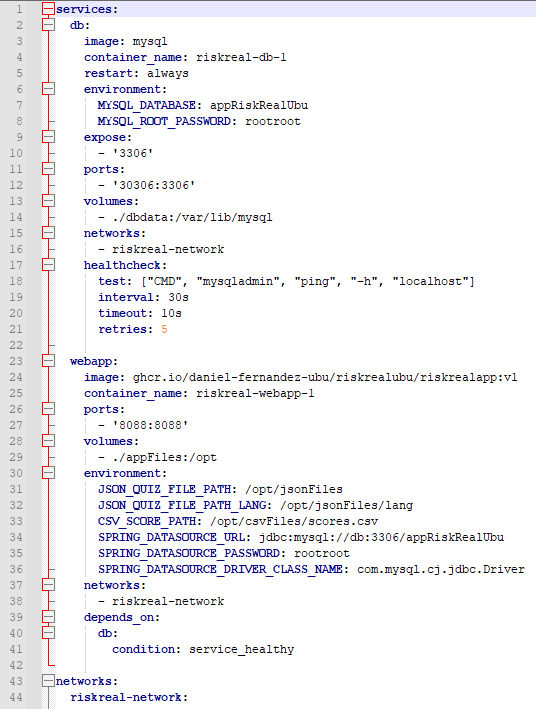 1 services:
2   db:
3     image: mysql
4     container_name: riskreal-db-1
5     restart: always
6     environment:
7       MYSQL_DATABASE: appRiskRealUbu
8       MYSQL_ROOT_PASSWORD: rootroot
9     expose:
10       - '3306'
11     ports:
12       - '30306:3306'
13     volumes:
14       - ./dbdata:/var/lib/mysql
15     networks:
16       - riskreal-network
17     healthcheck:
18       test: ["CMD", "mysqladmin", "ping", "-h", "localhost"]
19       interval: 30s
20       timeout: 10s
21       retries: 5
22
23   webapp:
24     image: ghcr.io/daniel-fernandez-ubu/riskrealubu/riskrealapp:v1
25     container_name: riskreal-webapp-1
26     ports:
27       - '8088:8088'
28     volumes:
29       - ./appFiles:/opt
30     environment:
31       JSON_QUIZ_FILE_PATH: /opt/jsonFiles
32       JSON_QUIZ_FILE_PATH_LANG: /opt/jsonFiles/lang
33       CSV_SCORE_PATH: /opt/csvFiles/scores.csv
34       SPRING_DATASOURCE_URL: jdbc:mysql://db:3306/appRiskRealUbu
35       SPRING_DATASOURCE_PASSWORD: rootroot
36       SPRING_DATASOURCE_DRIVER_CLASS_NAME: com.mysql.cj.jdbc.Driver
37     networks:
38       - riskreal-network
39     depends_on:
40       db:
41         condition: service_healthy
42
43 networks:
44   riskreal-network: